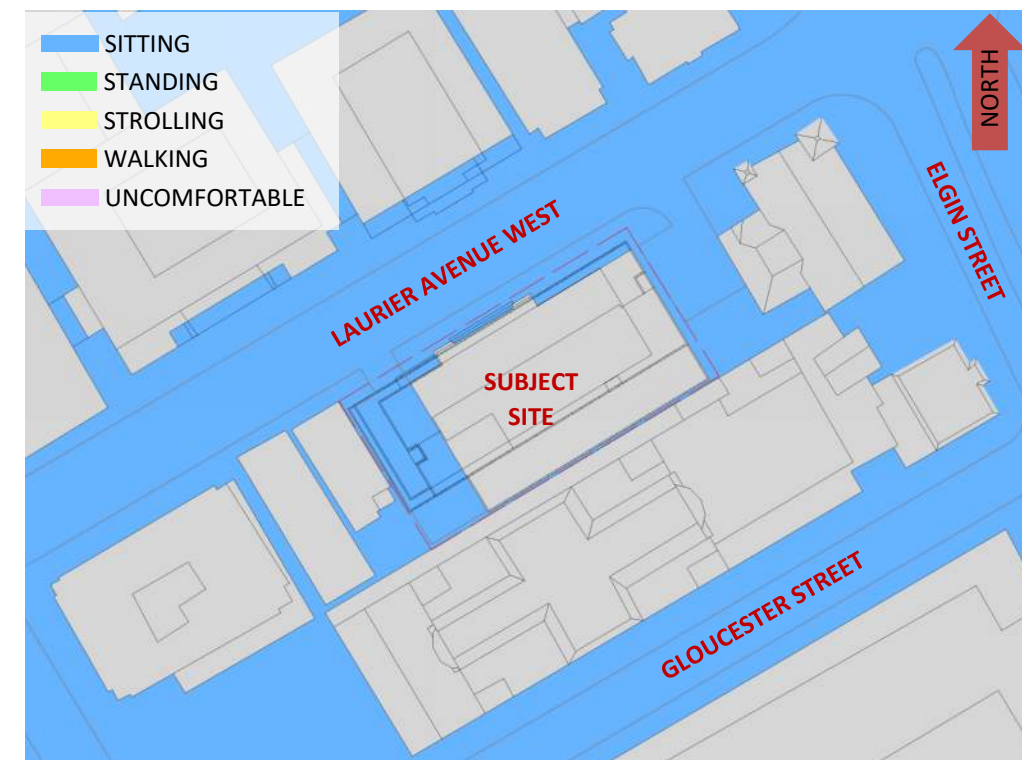 SITTING
STANDING
STROLLING
WALKING
UNCOMFORTABLE
NORTH
ELGIN STREET
LAURIER AVENUE WEST
SUBJECT
SITE
GLOUCESTER STREET